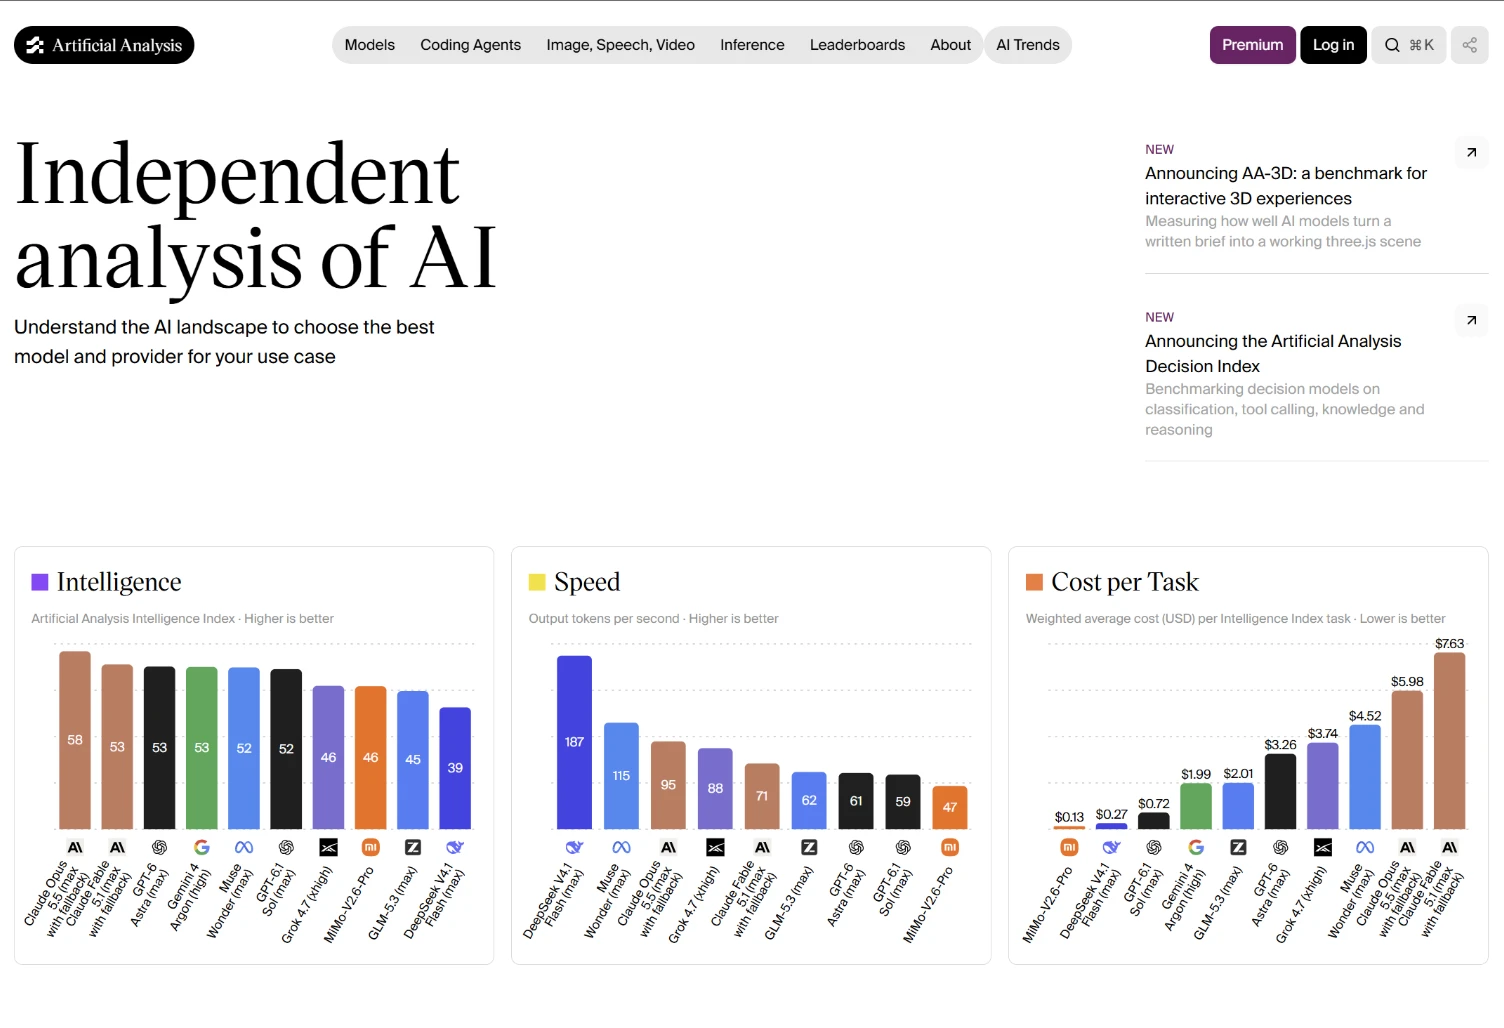 Artificial Analysis
Models
Coding Agents
Image, Speech, Video
Inference
Leaderboards
About
AI Trends
Premium
Log in
⌘K
Independent
analysis of AI
Understand the AI landscape to choose the best
model and provider for your use case
NEW
Announcing AA-3D: a benchmark for
interactive 3D experiences
Measuring how well AI models turn a
written brief into a working three.js scene
NEW
Announcing the Artificial Analysis
Decision Index
Benchmarking decision models on
classification, tool calling, knowledge and
reasoning
Intelligence
Artificial Analysis Intelligence Index · Higher is better
58
53
53
53
52
52
46
46
45
39
Claude Opus
5.5 (max
with fallback)
Claude Fable
5.1 (max
with fallback)
GPT-6
Astra (max)
Gemini 4
Argon (high)
Muse
Wonder (max)
GPT-6.1
Sol (max)
Grok 4.7 (xhigh)
MiMo-V2.6-Pro
GLM-5.3 (max)
DeepSeek V4.1
Flash (max)
Speed
Output tokens per second · Higher is better
187
115
95
88
71
62
61
59
47
DeepSeek V4.1
Flash (max)
Muse
Wonder (max)
Claude Opus
5.5 (max
with fallback)
Grok 4.7 (xhigh)
Claude Fable
5.1 (max
with fallback)
GLM-5.3 (max)
GPT-6
Astra (max)
GPT-6.1
Sol (max)
MiMo-V2.6-Pro
Cost per Task
Weighted average cost (USD) per Intelligence Index task · Lower is better
$0.13
$0.27
$0.72
$1.99
$2.01
$3.26
$3.74
$4.52
$5.98
$7.63
MiMo-V2.6-Pro
DeepSeek V4.1
Flash (max)
GPT-6.1
Sol (max)
Gemini 4
Argon (high)
GLM-5.3 (max)
GPT-6
Astra (max)
Grok 4.7 (xhigh)
Muse
Wonder (max)
Claude Opus
5.5 (max
with fallback)
Claude Fable
5.1 (max
with fallback)